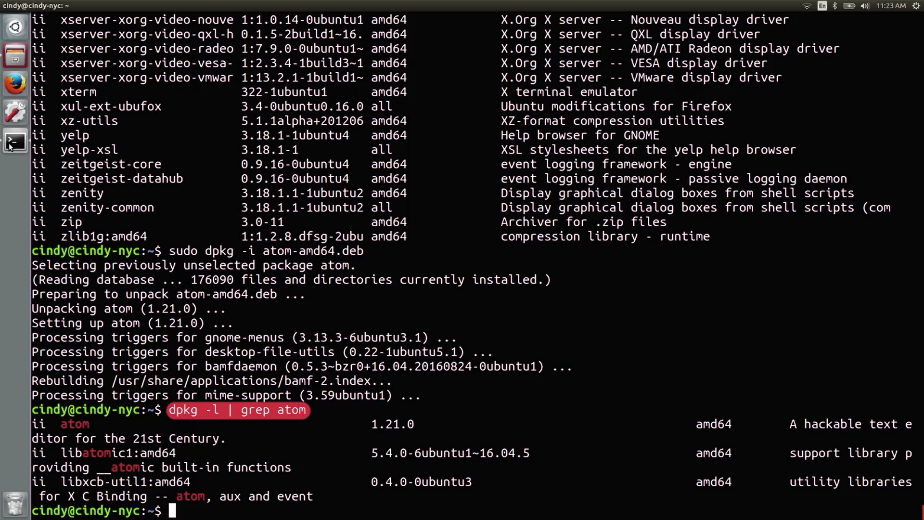 cindy@cindy-nyc: ~
En
11:23 AM
ii xserver-xorg-video-nouve 1:1.0.14-0ubuntu1 amd64 X.Org X server -- Nouveau display driver
ii xserver-xorg-video-qxl-h 0.1.5-2build1~16. amd64 X.Org X server -- QXL display driver
ii xserver-xorg-video-radeo 1:7.9.0-0ubuntu1~ amd64 X.Org X server -- AMD/ATI Radeon display driver
ii xserver-xorg-video-vesa- 1:2.3.4-1build3~1 amd64 X.Org X server -- VESA display driver
ii xserver-xorg-video-vmwar 1:13.2.1-1build1~ amd64 X.Org X server -- VMware display driver
ii xterm 322-1ubuntu1 amd64 X terminal emulator
ii xul-ext-ubufox 3.4-0ubuntu0.16.0 all Ubuntu modifications for Firefox
ii xz-utils 5.1.1alpha+201206 amd64 XZ-format compression utilities
ii yelp 3.18.1-1ubuntu4 amd64 Help browser for GNOME
ii yelp-xsl 3.18.1-1 all XSL stylesheets for the yelp help browser
ii zeitgeist-core 0.9.16-0ubuntu4 amd64 event logging framework - engine
ii zeitgeist-datahub 0.9.16-0ubuntu4 amd64 event logging framework - passive logging daemon
ii zenity 3.18.1.1-1ubuntu2 amd64 Display graphical dialog boxes from shell scripts
ii zenity-common 3.18.1.1-1ubuntu2 all Display graphical dialog boxes from shell scripts (com
ii zip 3.0-11 amd64 Archiver for .zip files
ii zlib1g:amd64 1:1.2.8.dfsg-2ubu amd64 compression library - runtime
cindy@cindy-nyc:~$ sudo dpkg -i atom-amd64.deb
Selecting previously unselected package atom.
(Reading database ... 176090 files and directories currently installed.)
Preparing to unpack atom-amd64.deb ...
Unpacking atom (1.21.0) ...
Setting up atom (1.21.0) ...
Processing triggers for gnome-menus (3.13.3-6ubuntu3.1) ...
Processing triggers for desktop-file-utils (0.22-1ubuntu5.1) ...
Processing triggers for bamfdaemon (0.5.3~bzr0+16.04.20160824-0ubuntu1) ...
Rebuilding /usr/share/applications/bamf-2.index...
Processing triggers for mime-support (3.59ubuntu1) ...
cindy@cindy-nyc:~$ dpkg -l | grep atom
ii atom 1.21.0 amd64 A hackable text e
ditor for the 21st Century.
ii libatomic1:amd64 5.4.0-6ubuntu1~16.04.5 amd64 support library p
roviding __atomic built-in functions
ii libxcb-util1:amd64 0.4.0-0ubuntu3 amd64 utility libraries
for X C Binding -- atom, aux and event
cindy@cindy-nyc:~$